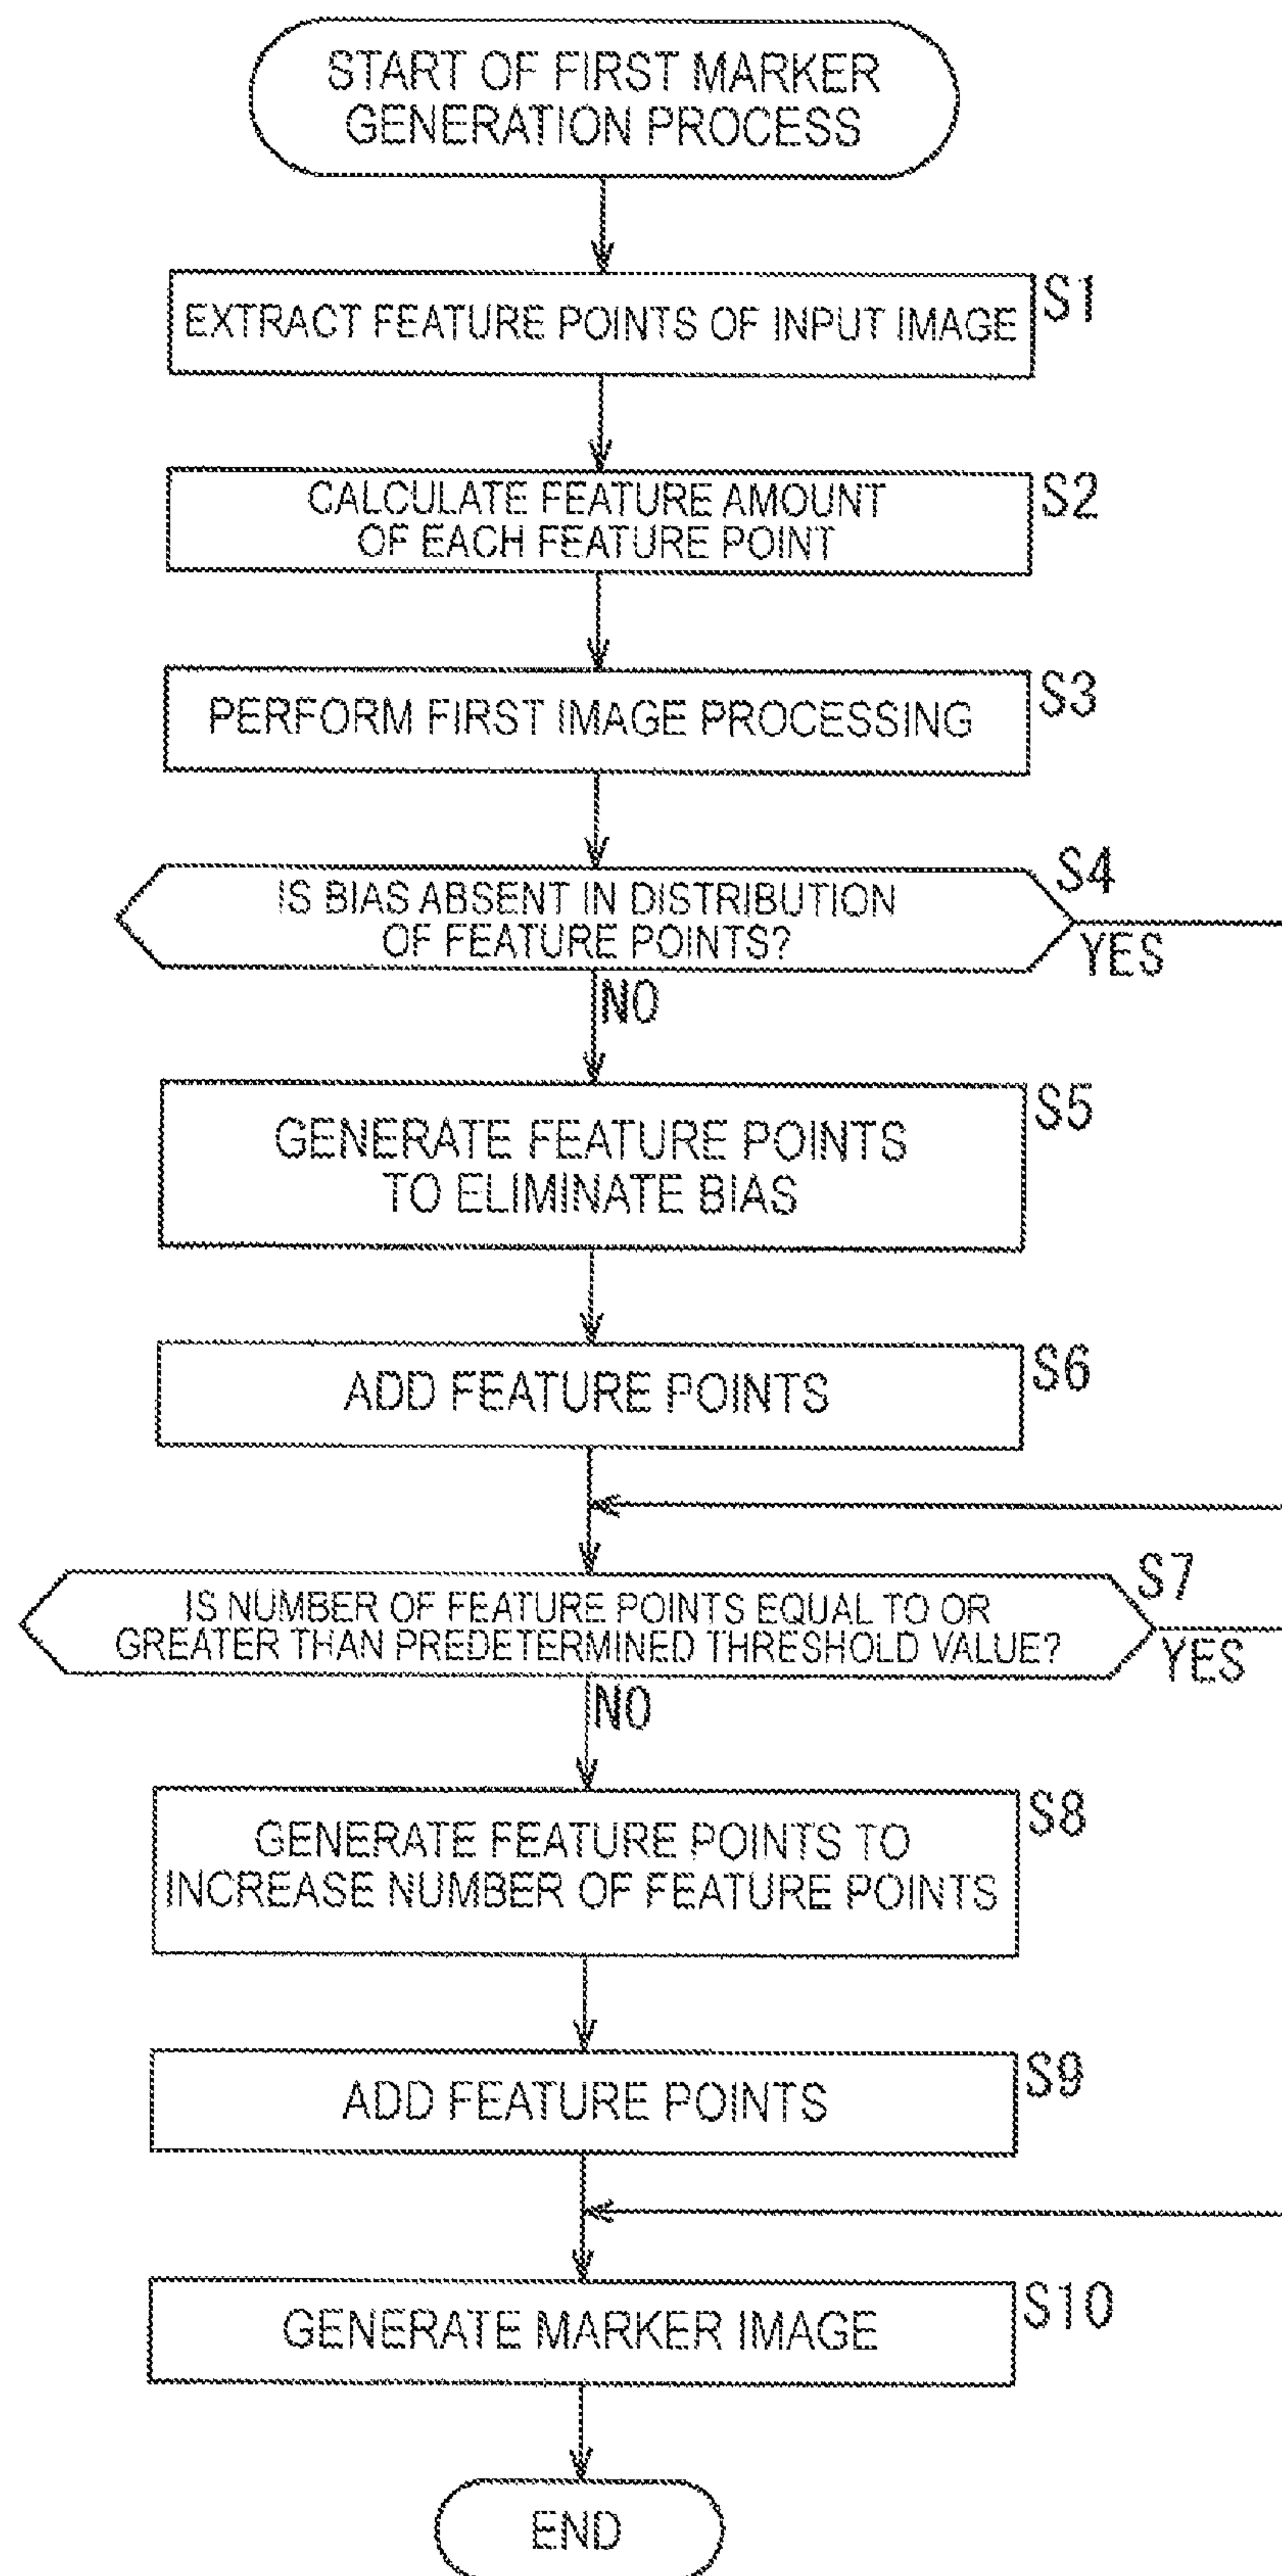 START OF FIRST MARKER
GENERATION PROCESS
EXTRACT FEATURE POINTS OF INPUT IMAGE
S1
CALCULATE FEATURE AMOUNT
OF EACH FEATURE POINT
S2
PERFORM FIRST IMAGE PROCESSING
S3
IS BIAS ABSENT IN DISTRIBUTION
OF FEATURE POINTS?
S4
YES
NO
GENERATE FEATURE POINTS
TO ELIMINATE BIAS
S5
ADD FEATURE POINTS
S6
IS NUMBER OF FEATURE POINTS EQUAL TO OR
GREATER THAN PREDETERMINED THRESHOLD VALUE?
S7
YES
NO
GENERATE FEATURE POINTS TO
INCREASE NUMBER OF FEATURE POINTS
S8
ADD FEATURE POINTS
S9
GENERATE MARKER IMAGE
S10
END